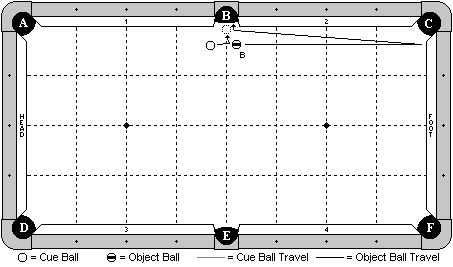 A B C
1 2
B
HEAD FOOT
D 3 E 4 F
= Cue Ball = Object Ball = Cue Ball Travel = Object Ball Travel